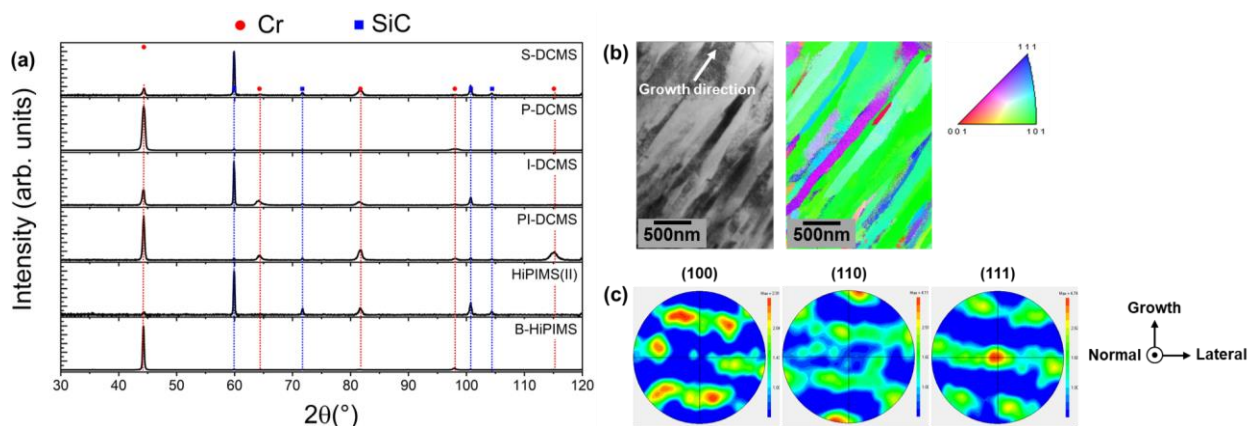 Cr SiC
(a)
S-DCMS
P-DCMS
I-DCMS
PI-DCMS
HiPIMS(II)
B-HiPIMS
Intensity (arb. units)
30 40 50 60 70 80 90 100 110 120
2θ(°)
(b)
Growth direction
500nm
500nm
1 1 1
0 0 1
1 0 1
(c)
(100) (110) (111)
Growth
Normal
Lateral